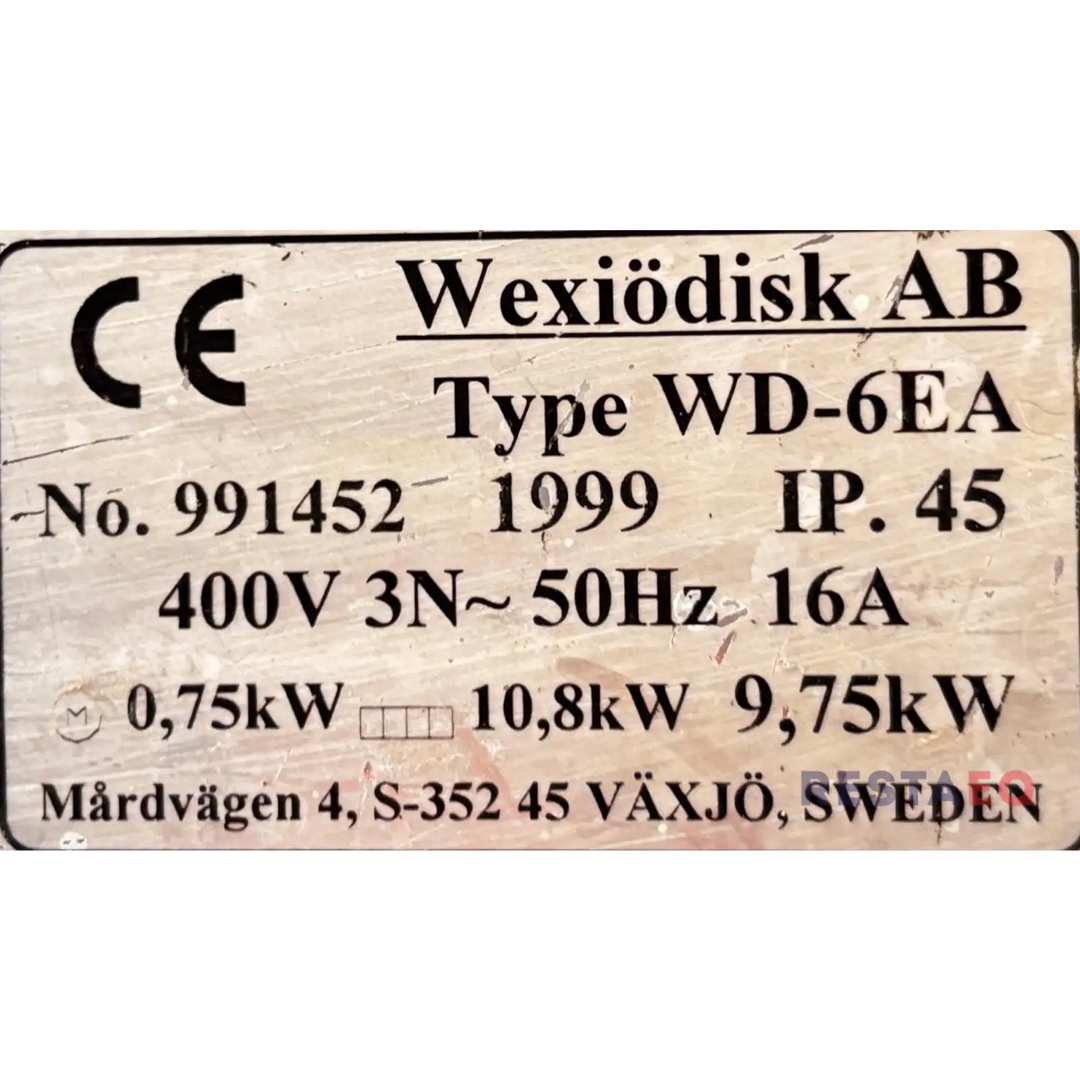 CE Wexiödisk AB
Type WD-6EA
No. 991452 1999 IP. 45
400V 3N~ 50Hz 16A
M 0,75kW 10,8kW 9,75kW
RESTAEQ
Mårdvägen 4, S-352 45 VÄXJÖ, SWEDEN